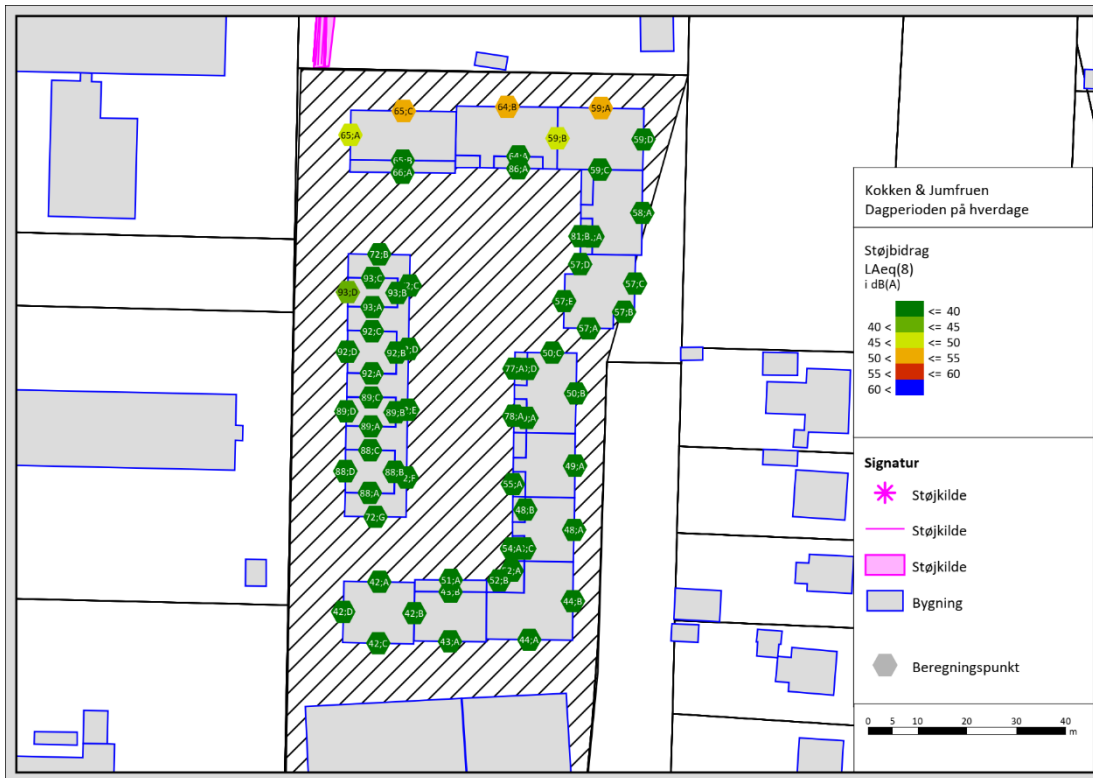 65;C
64;B
59;A
65;A
59;B
59;D
65;B
64;A
66;A
86;A
59;C
58;A
81;B
;A
72;B
57;D
93;C
57;C
93;D
93;B
;C
57;E
93;A
57;B
92;C
57;A
92;D
92;B
;D
50;C
92;A
77;A
;D
89;C
50;B
89;D
89;B
;E
78;A
;A
89;A
88;C
49;A
88;D
88;B
;F
55;A
88;A
48;B
72;G
48;A
54;A
;C
;A
42;A
51;A
52;B
44;B
42;D
42;B
42;C
43;A
44;A
Kokken & Jumfruen
Dagperioden på hverdage
Støjbidrag
LAeq(8)
i dB(A)
<= 40
40 < <= 45
45 < <= 50
50 < <= 55
55 < <= 60
60 <
Signatur
Støjkilde
Støjkilde
Støjkilde
Bygning
Beregningspunkt
0 5 10 20 30 40
m